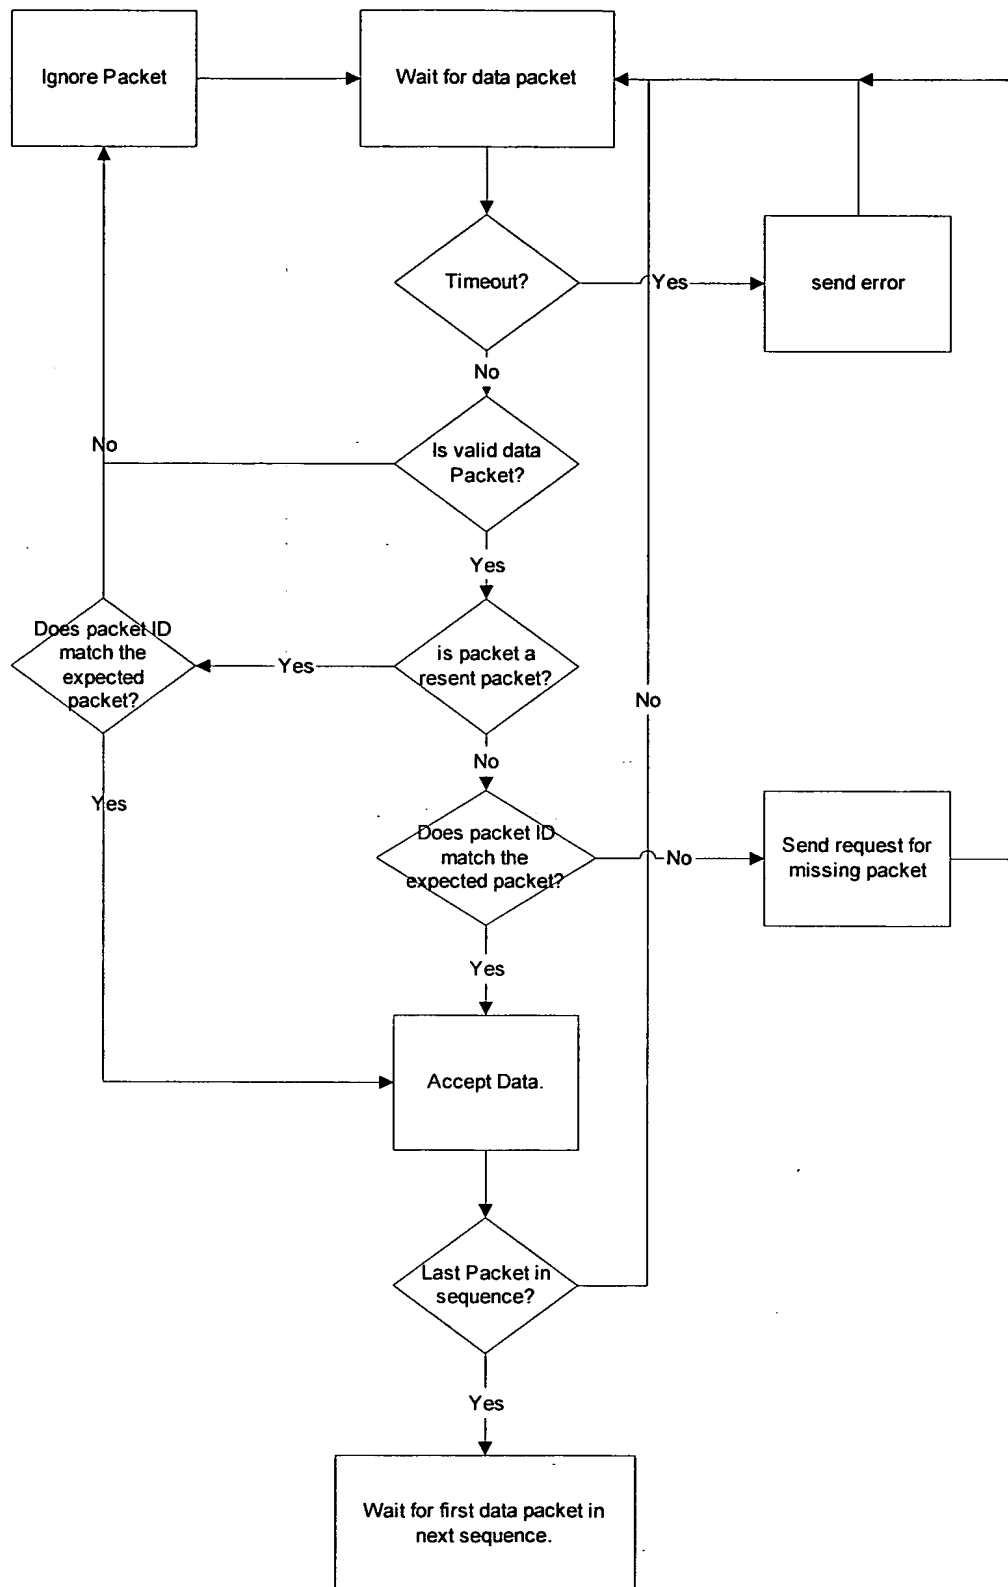 Ignore Packet
Wait for data packet
Timeout?
Yes
send error
No
No
Is valid data
Packet?
Yes
Does packet ID
match the
expected
packet?
Yes
is packet a
resent packet?
No
No
Yes
Does packet ID
match the
expected packet?
No
Send request for
missing packet
Yes
Accept Data.
Last Packet in
sequence?
Yes
Wait for first data packet in
next sequence.